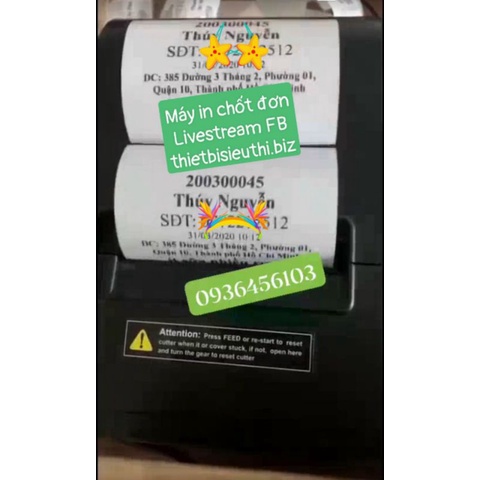 200300045
Thúy Nguyễn
SĐT: 512
ĐC: 385 Đường 3 Tháng 2, Phường 01,
Quận 10, Thành phố
Máy in chốt đơn
Livestream FB
thietbisieuthi.biz
200300045
Thúy Nguyễn
SĐT: 512
31/03/2020 10:12
ĐC: 385 Đường 3 Tháng 2, Phường 01,
Quận 10, Thành phố Hồ Chí Minh
0936456103
Attention: Press FEED or re-start to reset
cutter when it or cover stuck, if not, open here
and turn the gear to reset cutter